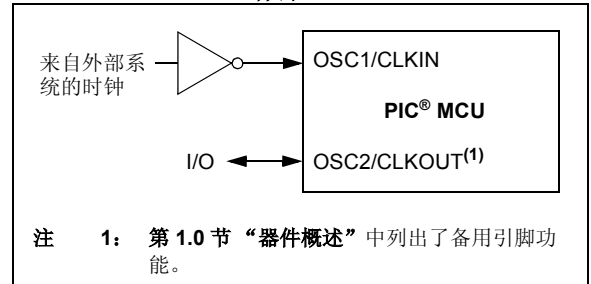 来自外部系
统的时钟
OSC1/CLKIN
PIC® MCU
I/O
OSC2/CLKOUT(1)
注 1： 第 1.0 节 “器件概述”中列出了备用引脚功
能。